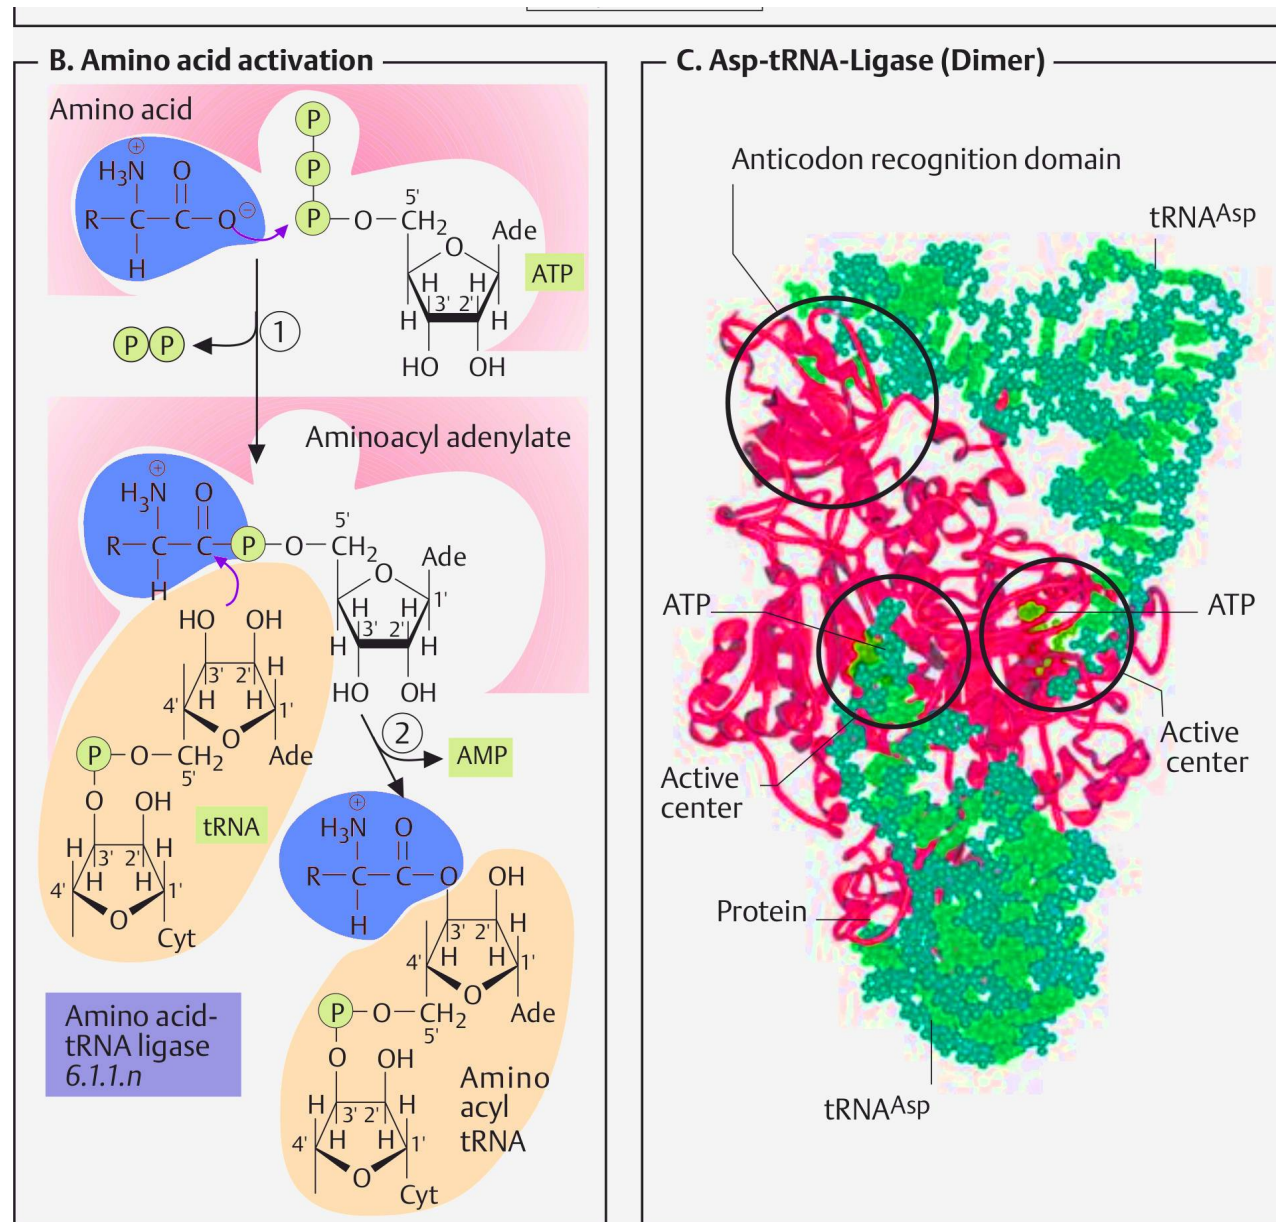 B. Amino acid activation
Amino acid
P
P
P
H₃N
⊕
O
R—C—C—O
⊖
H
O
5'
CH₂
O
Ade
H H
3' 2'
H H
HO OH
ATP
P P
1
Aminoacyl adenylate
H₃N
⊕
O
R—C—C
H
P
O
5'
CH₂
O
Ade
1'
H H
3' 2'
H H
HO OH
HO OH
3' 2' H
H H
4' 1'
O
P—O—CH₂
5'
Ade
O OH
H 3' 2' H
H H
4' 1'
O
Cyt
tRNA
2
AMP
H₃N
⊕
O
R—C—C—O
H
OH
H 3' 2' H
H H
4' 1'
O
P—O—CH₂
5'
Ade
O OH
H H
3' 2'
4' H H 1'
O
Cyt
Amino
acyl
tRNA
Amino acid-
tRNA ligase
6.1.1.n
C. Asp-tRNA-Ligase (Dimer)
Anticodon recognition domain
tRNAAsp
ATP
ATP
Active
center
Active
center
Protein
tRNAAsp